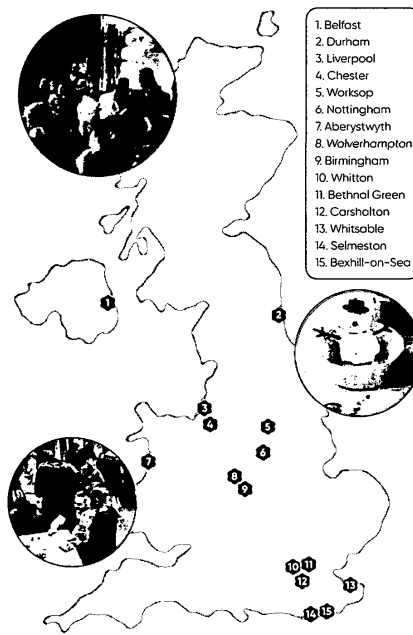 1. Belfast
2. Durham
3. Liverpool
4. Chester
5. Worksop
6. Nottingham
7. Aberystwyth
8. Wolverhampton
9. Birmingham
10. Whitton
11. Bethnal Green
12. Carsholton
13. Whitsable
14. Selmeston
15. Bexhill-on-Sea
1
2
3
4
5
6
7
8
9
10 11
12
13
14 15